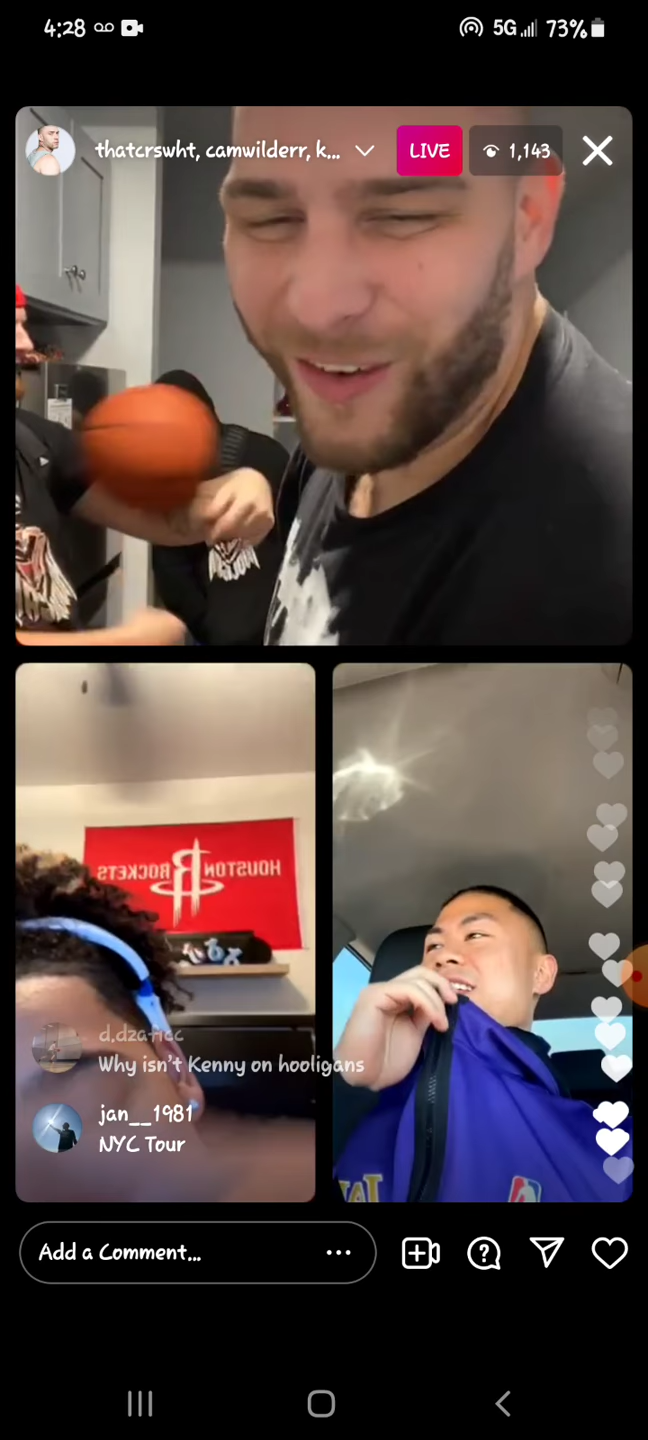 4:28
5G
73%
thatcrswht, camwilderr, k...
LIVE
1,143
HOUSTON ROCKETS
d.dzaficc
Why isn't Kenny on hooligans
jan__1981
NYC Tour
Add a Comment...